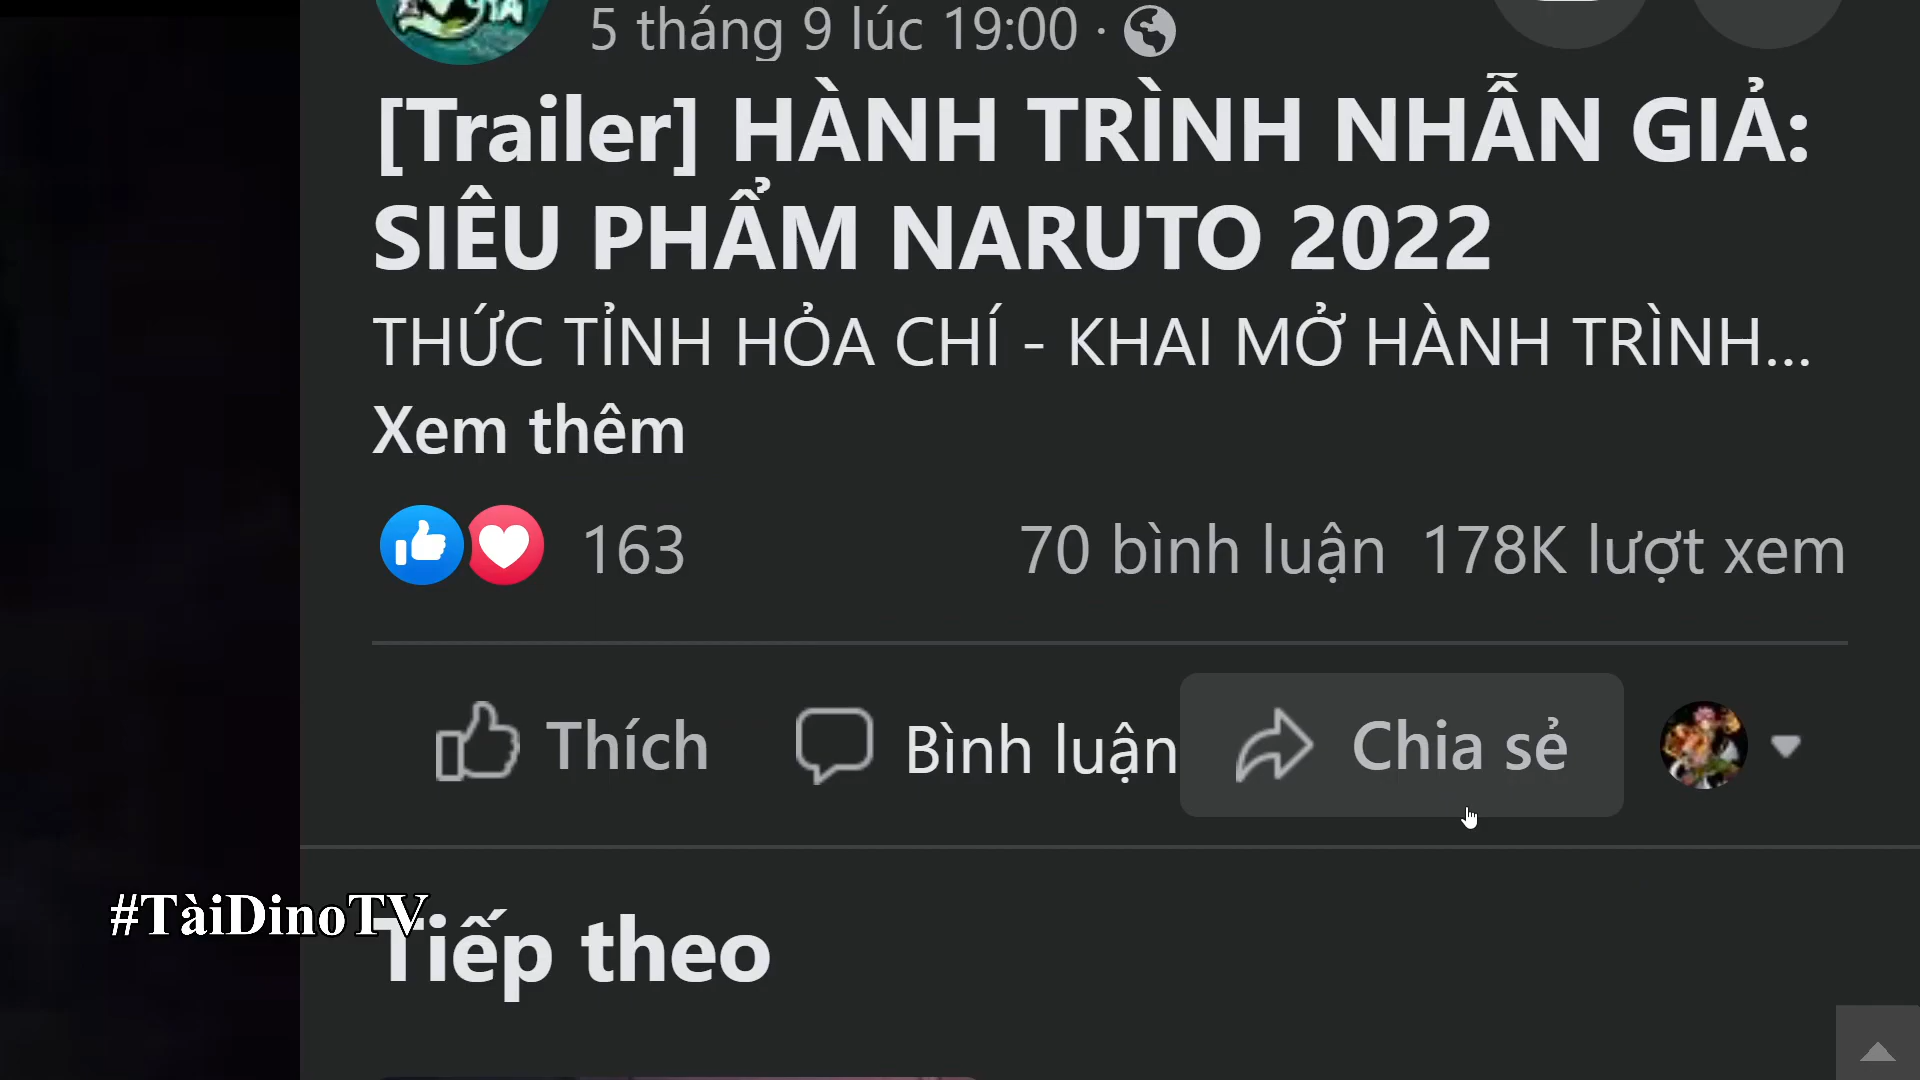 5 tháng 9 lúc 19:00 ·
[Trailer] HÀNH TRÌNH NHẪN GIẢ:
SIÊU PHẨM NARUTO 2022
THỨC TỈNH HỎA CHÍ - KHAI MỞ HÀNH TRÌNH...
Xem thêm
163 70 bình luận 178K lượt xem
Thích Bình luận Chia sẻ
#TàiDinoTV
Tiếp theo